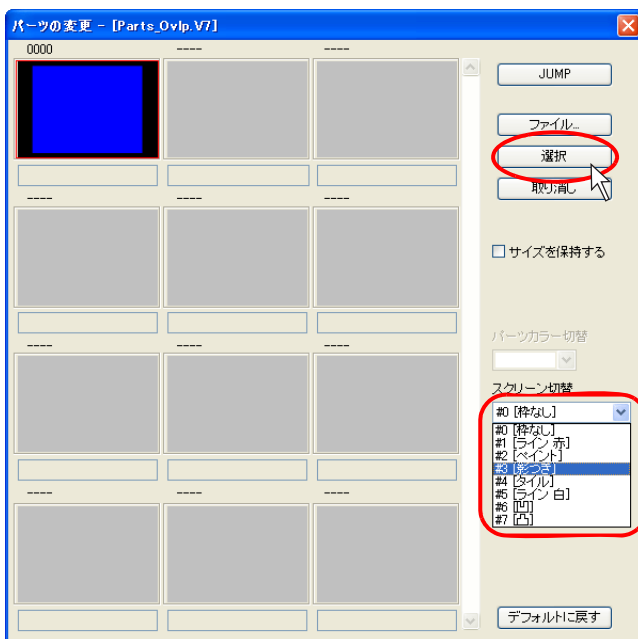 パーツの変更 - [Parts_Ovlp.V7]
0000 ---- ----
JUMP
ファイル...
選択
取り消し
---- ---- ----
サイズを保持する
パーツカラー切替
---- ---- ----
スクリーン切替
#0 [枠なし]
#0 [枠なし]
#1 [ライン 赤]
#2 [ペイント]
#3 [影つき]
#4 [タイル]
#5 [ライン 白]
#6 [凹]
#7 [凸]
---- ---- ----
デフォルトに戻す